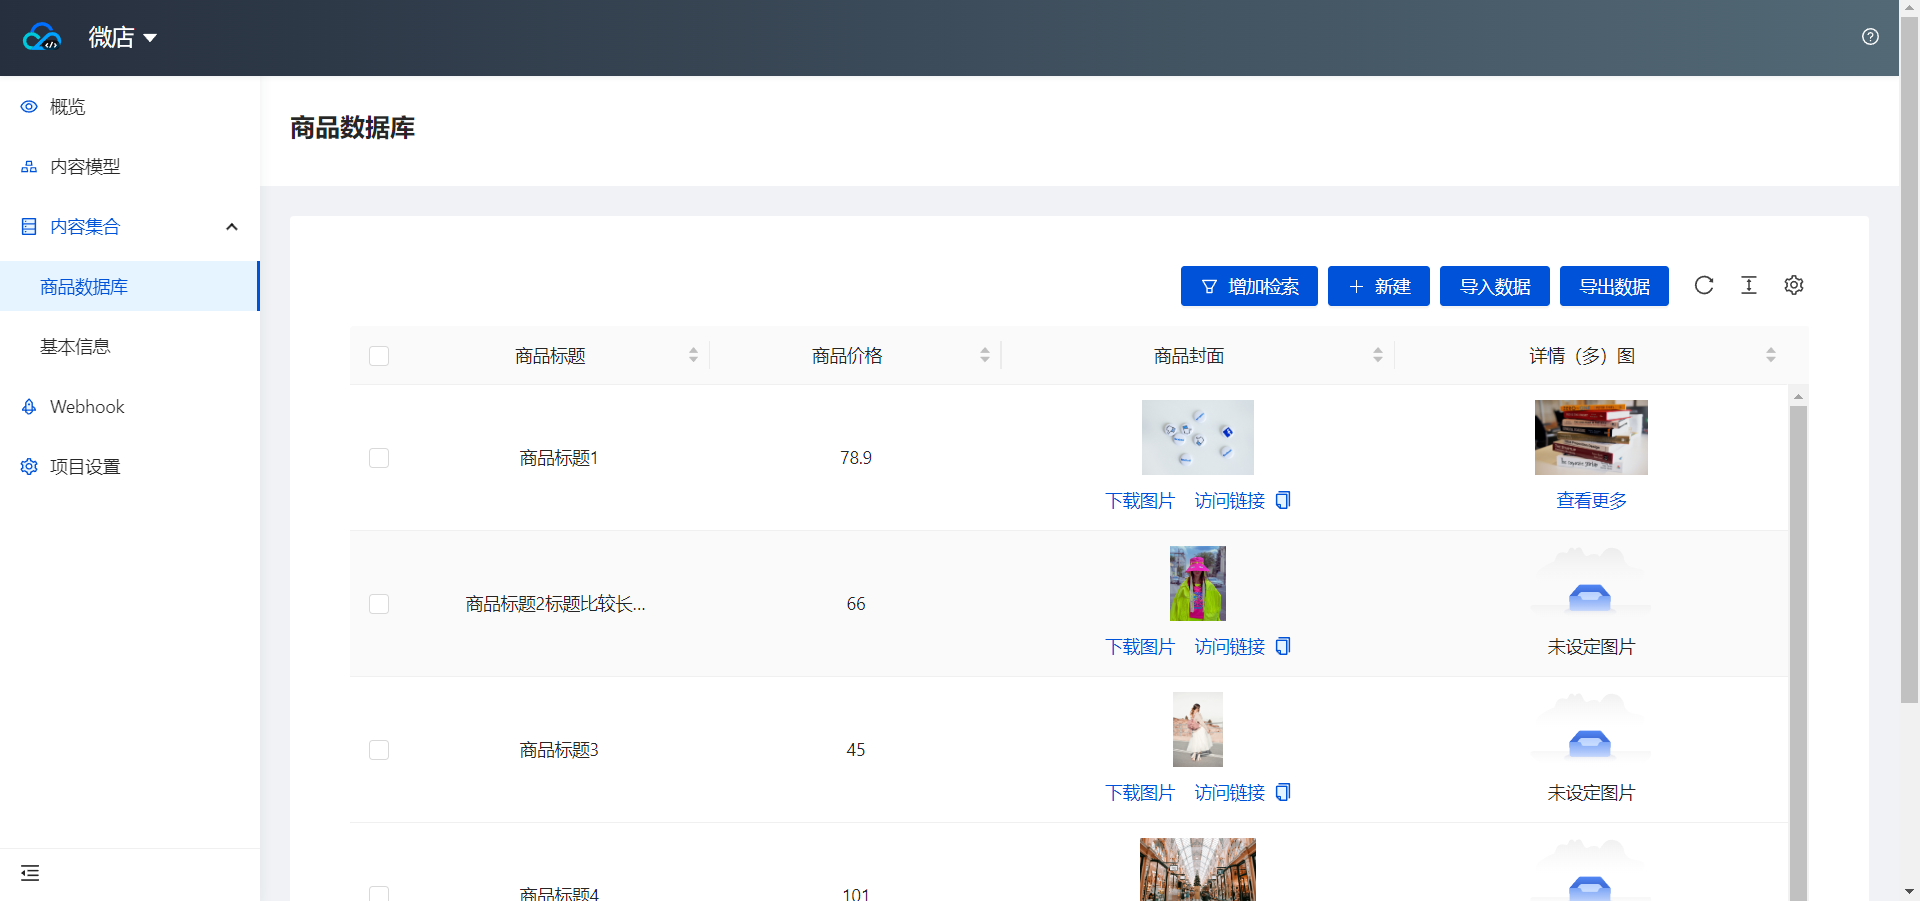 微店
概览
内容模型
内容集合
商品数据库
基本信息
Webhook
项目设置
商品数据库
增加检索 新建 导入数据 导出数据
商品标题 商品价格 商品封面 详情（多）图
商品标题1 78.9
下载图片 访问链接 查看更多
商品标题2标题比较长... 66
下载图片 访问链接 未设定图片
商品标题3 45
下载图片 访问链接 未设定图片
商品标题4 101